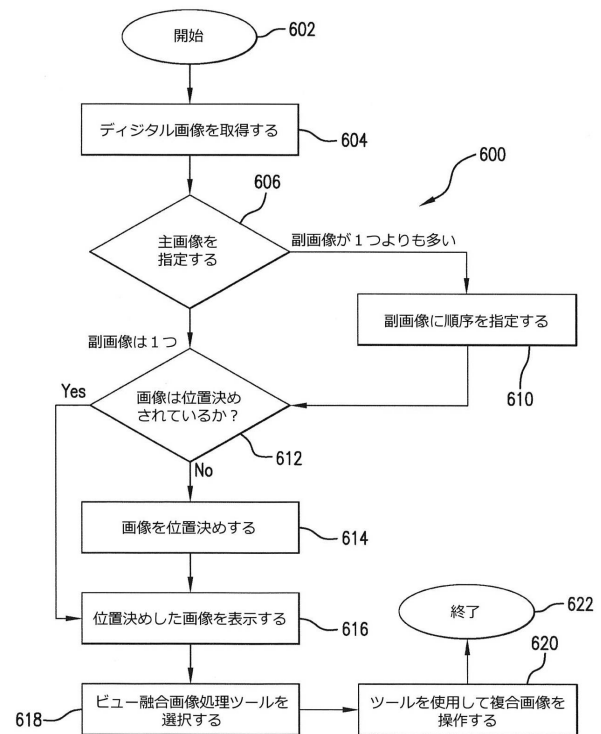 開始
602
ディジタル画像を取得する
604
600
606
主画像を
指定する
副画像が１つよりも多い
副画像に順序を指定する
610
副画像は１つ
Yes
画像は位置決め
されているか？
612
No
画像を位置決めする
614
位置決めした画像を表示する
616
終了
622
620
618
ビュー融合画像処理ツールを
選択する
ツールを使用して複合画像を
操作する